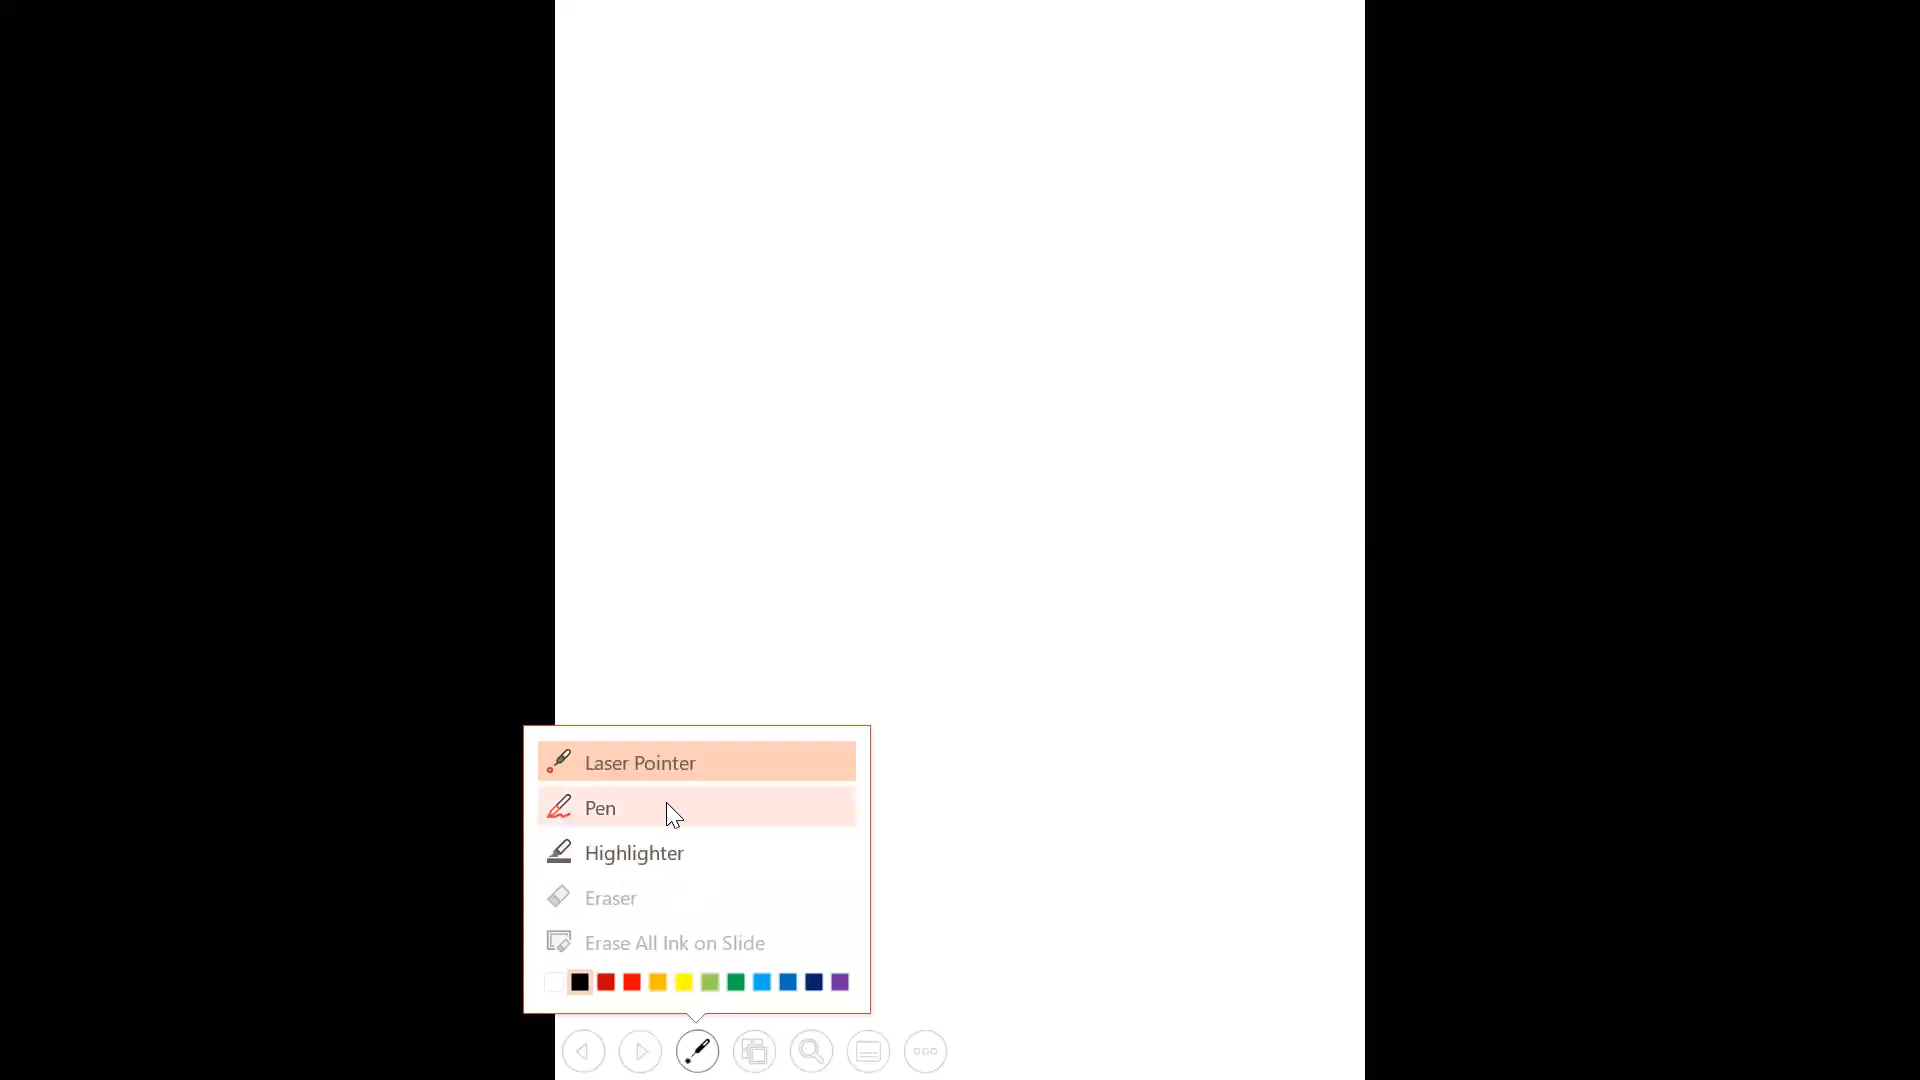 Laser Pointer
Pen
Highlighter
Eraser
Erase All Ink on Slide